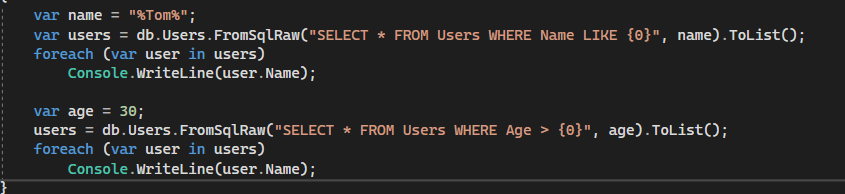 var name = "%Tom%";
var users = db.Users.FromSqlRaw("SELECT * FROM Users WHERE Name LIKE {0}", name).ToList();
foreach (var user in users)
    Console.WriteLine(user.Name);

var age = 30;
users = db.Users.FromSqlRaw("SELECT * FROM Users WHERE Age > {0}", age).ToList();
foreach (var user in users)
    Console.WriteLine(user.Name);
}